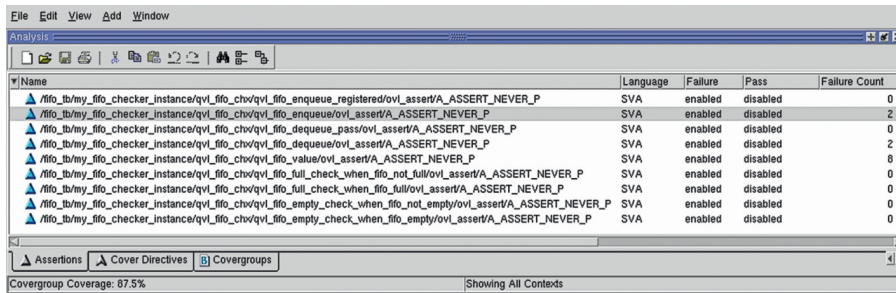 File Edit View Add Window
Analysis
Name Language Failure Pass Failure Count
/fifo_tb/my_fifo_checker_instance/qvl_fifo_chx/qvl_fifo_enqueue_registered/ovl_assert/A_ASSERT_NEVER_P SVA enabled disabled 0
/fifo_tb/my_fifo_checker_instance/qvl_fifo_chx/qvl_fifo_enqueue/ovl_assert/A_ASSERT_NEVER_P SVA enabled disabled 2
/fifo_tb/my_fifo_checker_instance/qvl_fifo_chx/qvl_fifo_dequeue_pass/ovl_assert/A_ASSERT_NEVER_P SVA enabled disabled 0
/fifo_tb/my_fifo_checker_instance/qvl_fifo_chx/qvl_fifo_dequeue/ovl_assert/A_ASSERT_NEVER_P SVA enabled disabled 2
/fifo_tb/my_fifo_checker_instance/qvl_fifo_chx/qvl_fifo_value/ovl_assert/A_ASSERT_NEVER_P SVA enabled disabled 8
/fifo_tb/my_fifo_checker_instance/qvl_fifo_chx/qvl_fifo_full_check_when_fifo_not_full/ovl_assert/A_ASSERT_NEVER_P SVA enabled disabled 0
/fifo_tb/my_fifo_checker_instance/qvl_fifo_chx/qvl_fifo_full_check_when_fifo_full/ovl_assert/A_ASSERT_NEVER_P SVA enabled disabled 0
/fifo_tb/my_fifo_checker_instance/qvl_fifo_chx/qvl_fifo_empty_check_when_fifo_not_empty/ovl_assert/A_ASSERT_NEVER_P SVA enabled disabled 0
/fifo_tb/my_fifo_checker_instance/qvl_fifo_chx/qvl_fifo_empty_check_when_fifo_empty/ovl_assert/A_ASSERT_NEVER_P SVA enabled disabled 0
Assertions Cover Directives B Covergroups
Covergroup Coverage: 87.5% Showing All Contexts